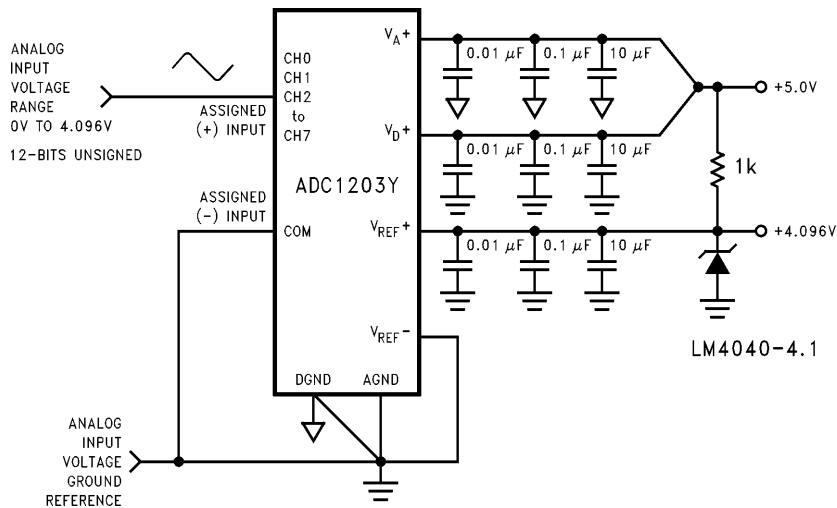 ANALOG
INPUT
VOLTAGE
RANGE
0V TO 4.096V
12-BITS UNSIGNED
ASSIGNED
(+) INPUT
ASSIGNED
(-) INPUT
CH0
CH1
CH2
to
CH7
ADC1203Y
COM
VA+
VD+
VREF+
VREF-
DGND
AGND
0.01 μF 0.1 μF 10 μF
0.01 μF 0.1 μF 10 μF
0.01 μF 0.1 μF 10 μF
+5.0V
1k
+4.096V
LM4040-4.1
ANALOG
INPUT
VOLTAGE
GROUND
REFERENCE